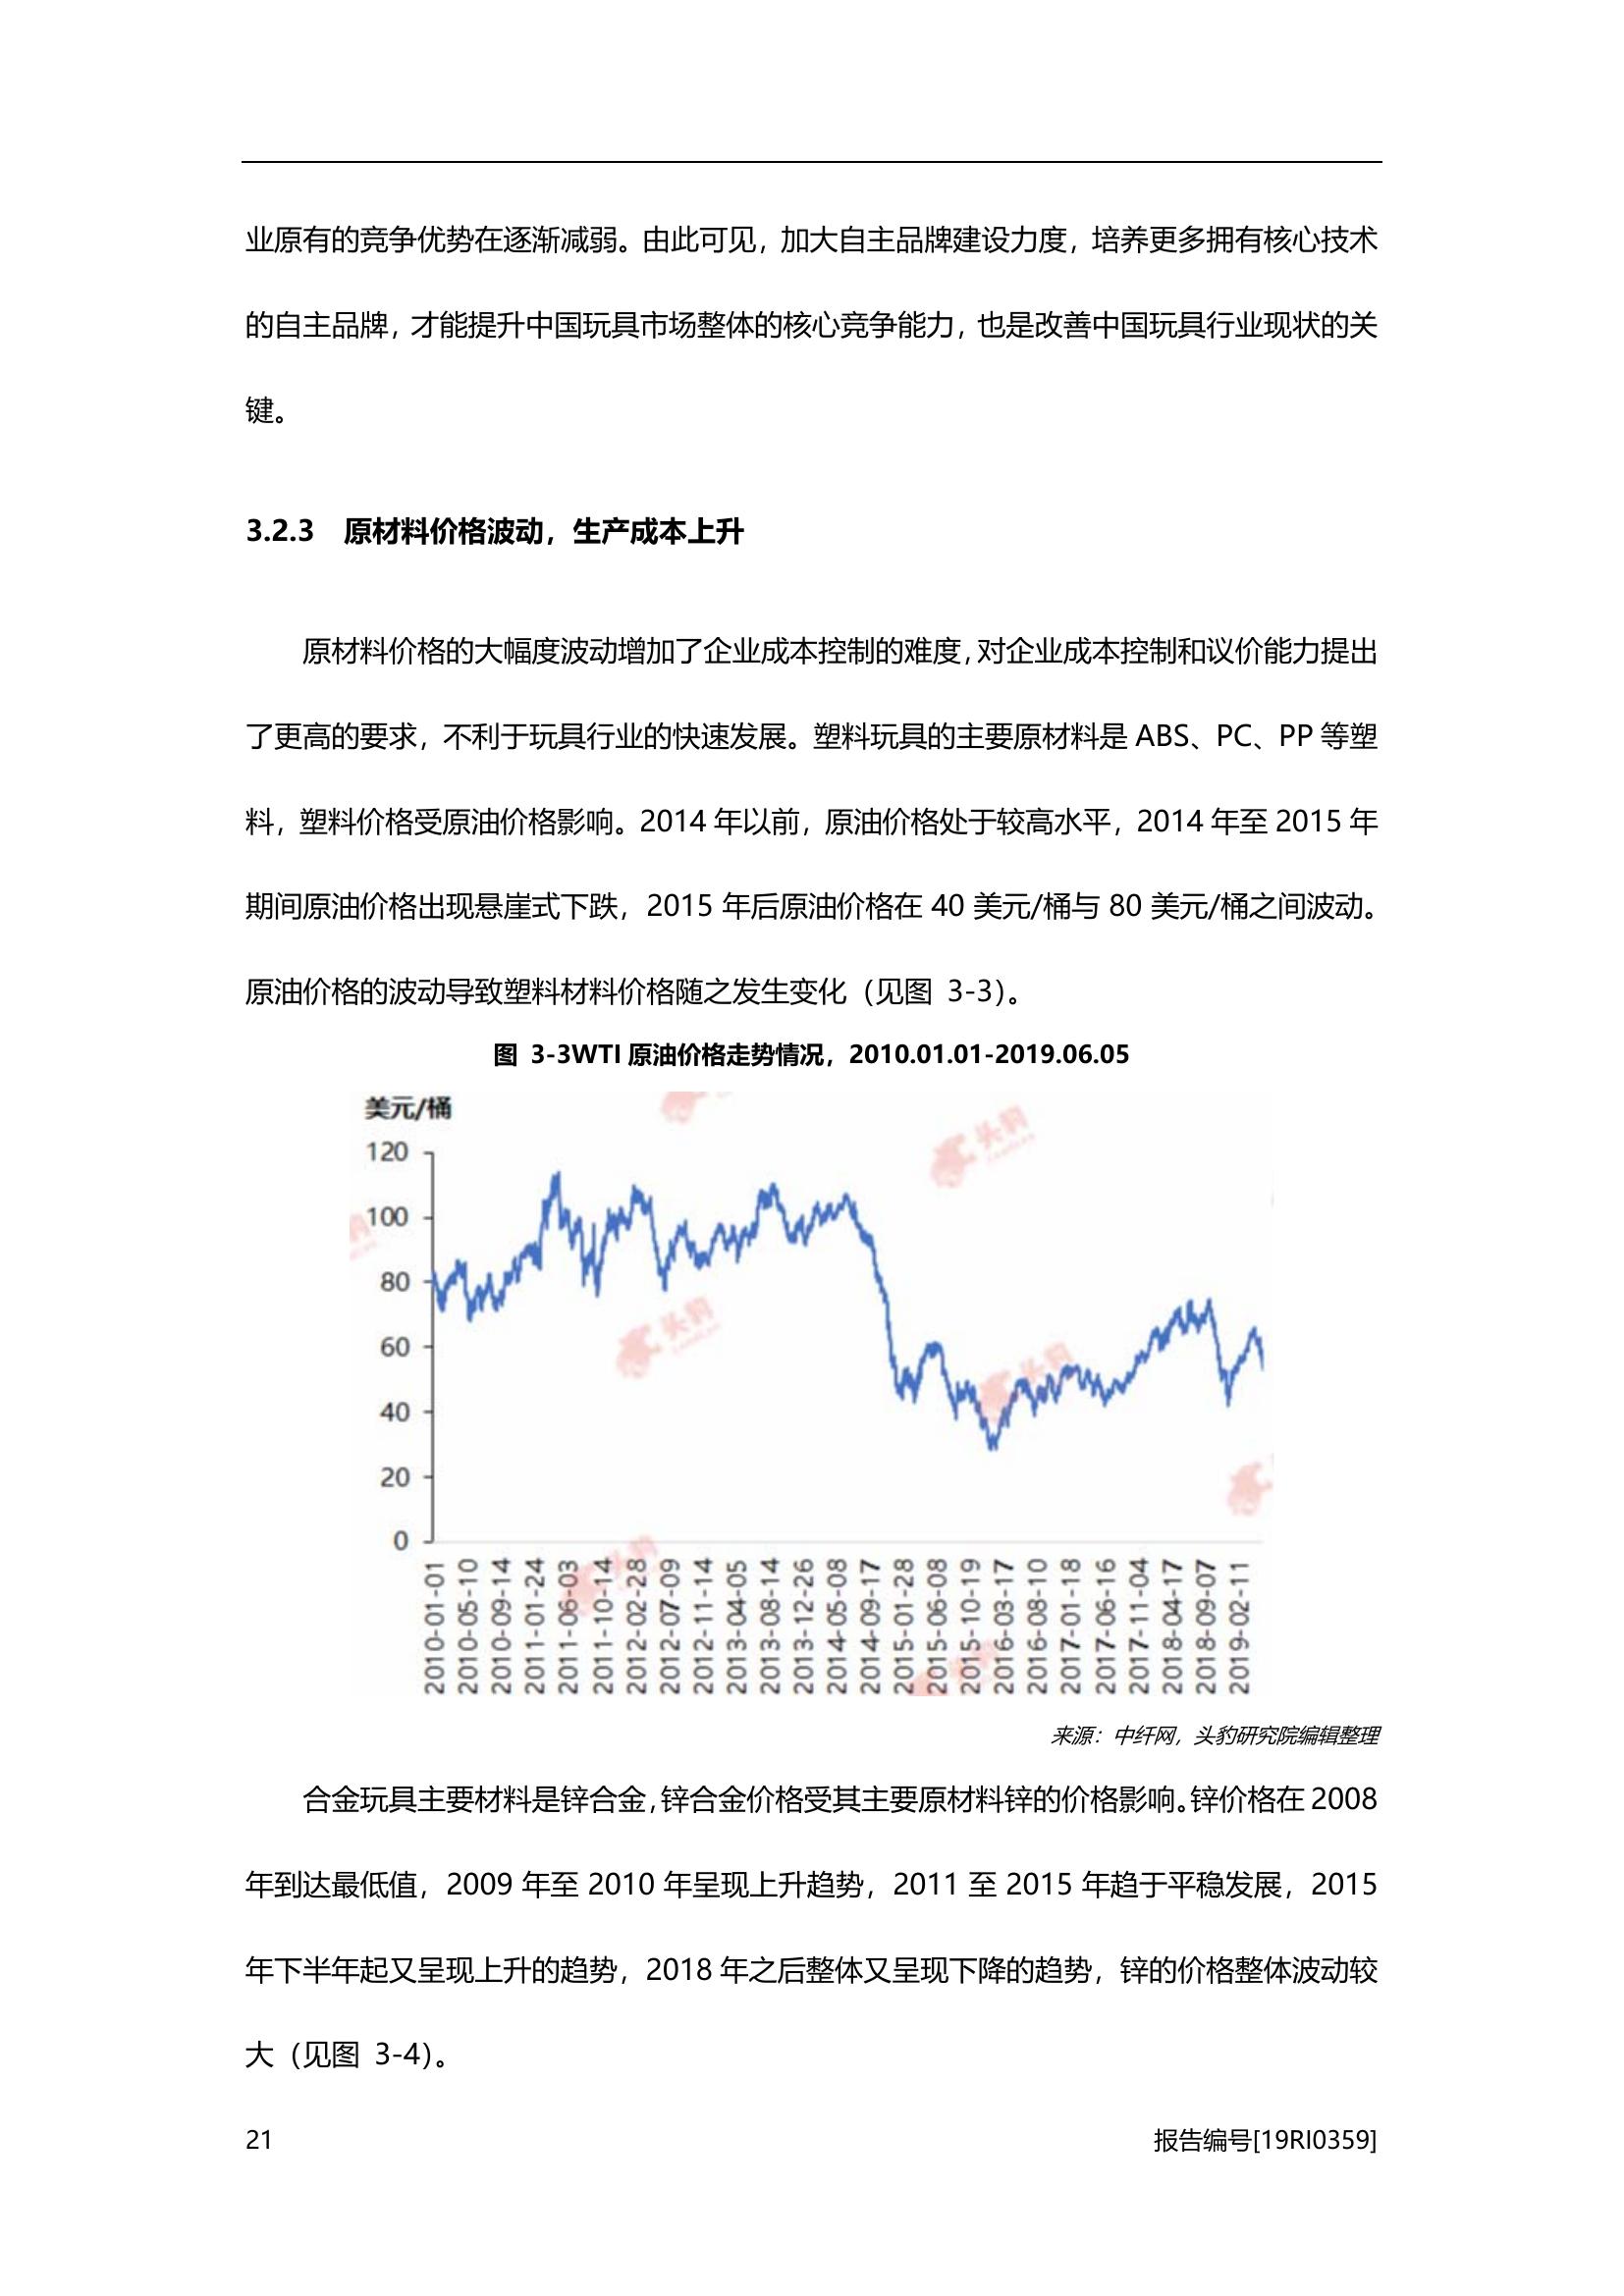 业原有的竞争优势在逐渐减弱。由此可见，加大自主品牌建设力度，培养更多拥有核心技术
的自主品牌，才能提升中国玩具市场整体的核心竞争能力，也是改善中国玩具行业现状的关
键。
3.2.3 原材料价格波动，生产成本上升
原材料价格的大幅度波动增加了企业成本控制的难度，对企业成本控制和议价能力提出
了更高的要求，不利于玩具行业的快速发展。塑料玩具的主要原材料是 ABS、PC、PP 等塑
料，塑料价格受原油价格影响。2014 年以前，原油价格处于较高水平，2014 年至 2015 年
期间原油价格出现悬崖式下跌，2015 年后原油价格在 40 美元/桶与 80 美元/桶之间波动。
原油价格的波动导致塑料材料价格随之发生变化（见图 3-3）。
图 3-3WTI 原油价格走势情况，2010.01.01-2019.06.05
美元/桶
120
100
80
60
40
20
0
2010-01-01
2010-05-10
2010-09-14
2011-01-24
2011-06-03
2011-10-14
2012-02-28
2012-07-09
2012-11-14
2013-04-05
2013-08-14
2013-12-26
2014-05-08
2014-09-17
2015-01-28
2015-06-08
2015-10-19
2016-03-17
2016-08-10
2017-01-18
2017-06-16
2017-11-04
2018-04-17
2018-09-07
2019-02-11
头豹
头豹
头豹
头豹
头豹
来源：中纤网，头豹研究院编辑整理
合金玩具主要材料是锌合金，锌合金价格受其主要原材料锌的价格影响。锌价格在 2008
年到达最低值，2009 年至 2010 年呈现上升趋势，2011 至 2015 年趋于平稳发展，2015
年下半年起又呈现上升的趋势，2018 年之后整体又呈现下降的趋势，锌的价格整体波动较
大（见图 3-4）。
21
报告编号[19RI0359]